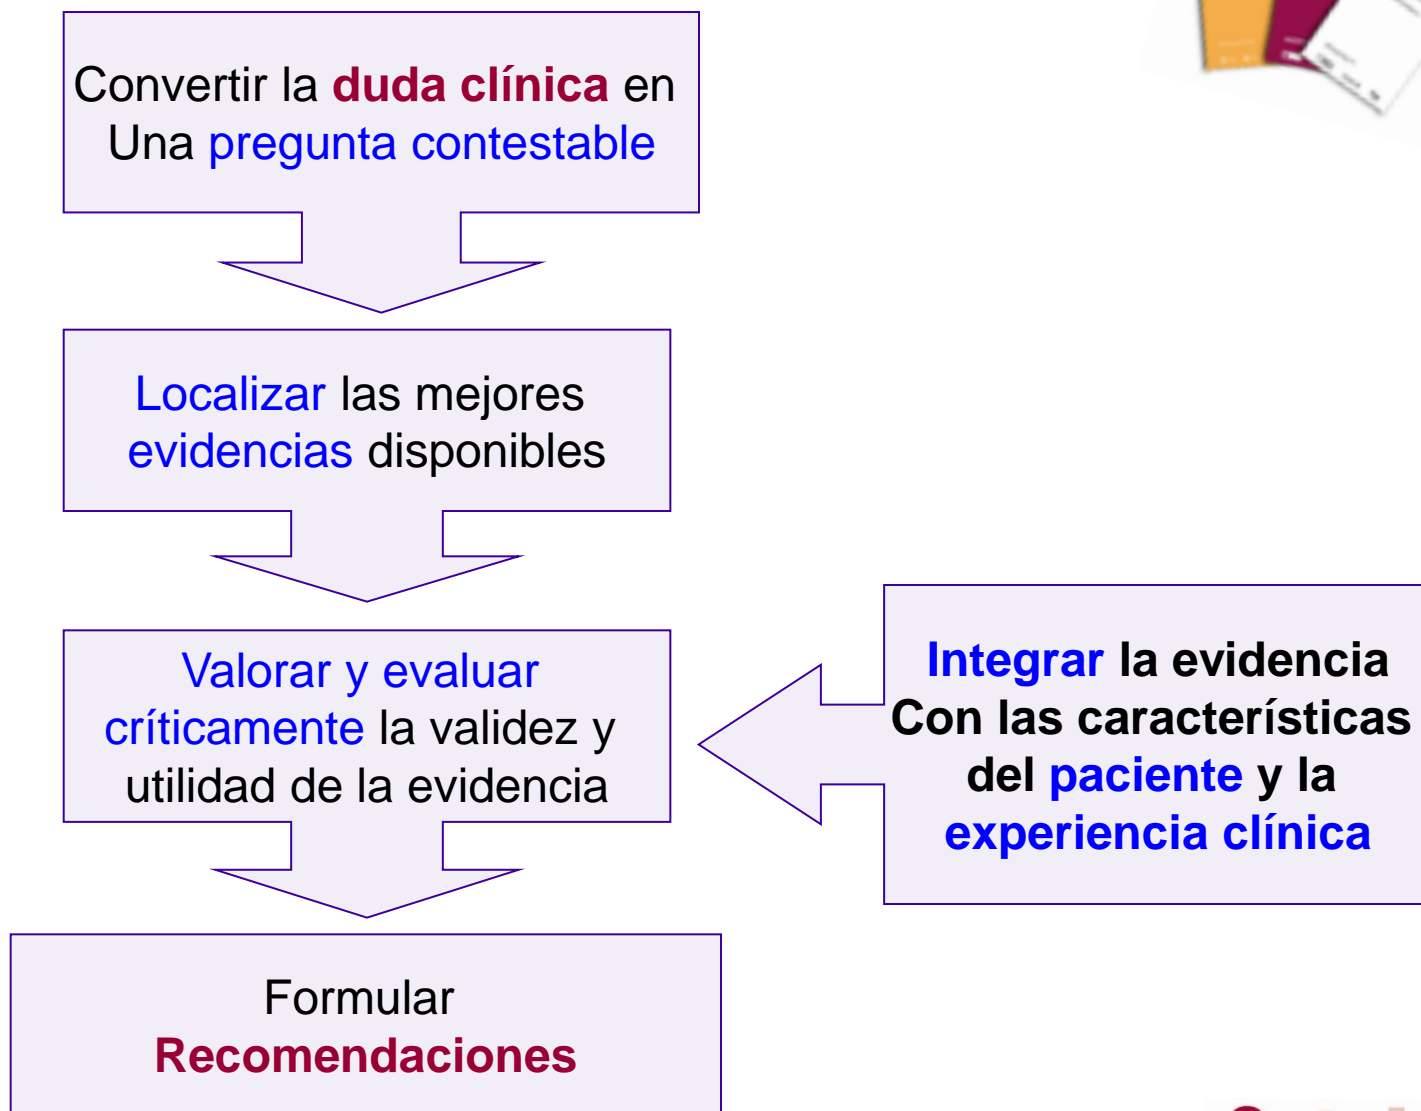 Convertir la duda clínica en
Una pregunta contestable
Localizar las mejores
evidencias disponibles
Valorar y evaluar
críticamente la validez y
utilidad de la evidencia
Integrar la evidencia
Con las características
del paciente y la
experiencia clínica
Formular
Recomendaciones